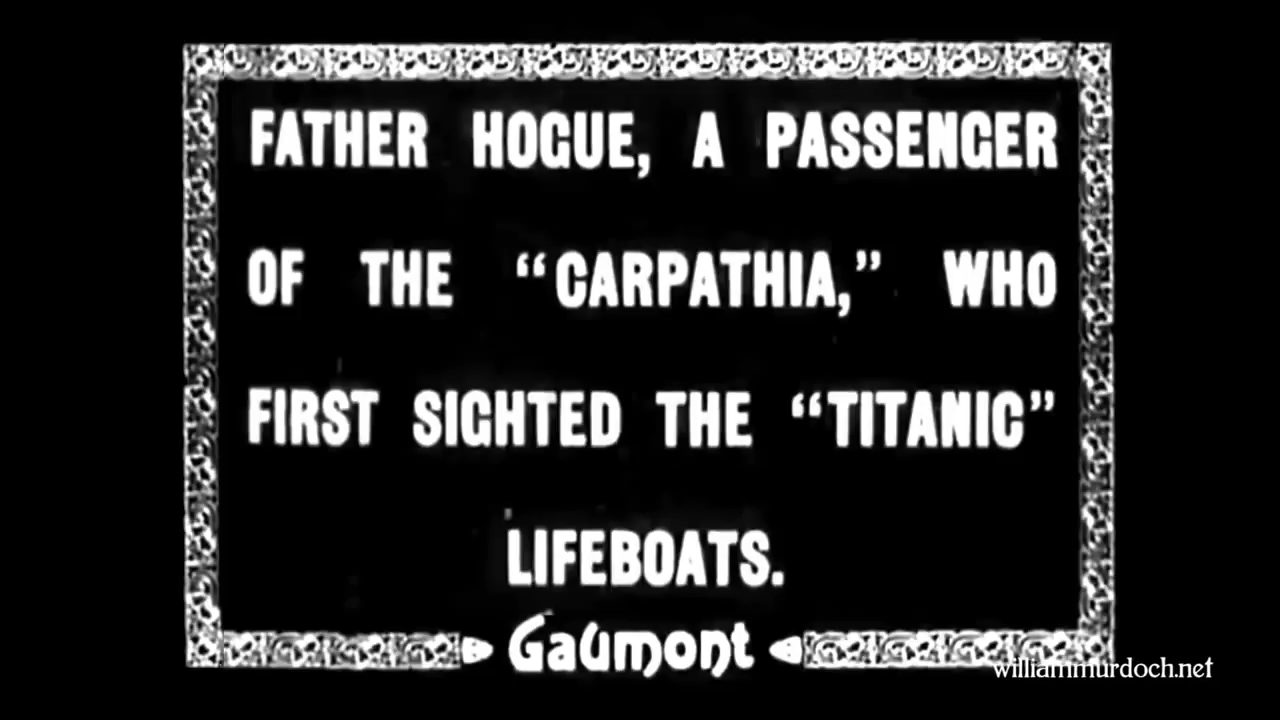 FATHER HOGUE, A PASSENGER
OF THE “CARPATHIA,” WHO
FIRST SIGHTED THE “TITANIC”
LIFEBOATS.
Gaumont
williammurdoch.net